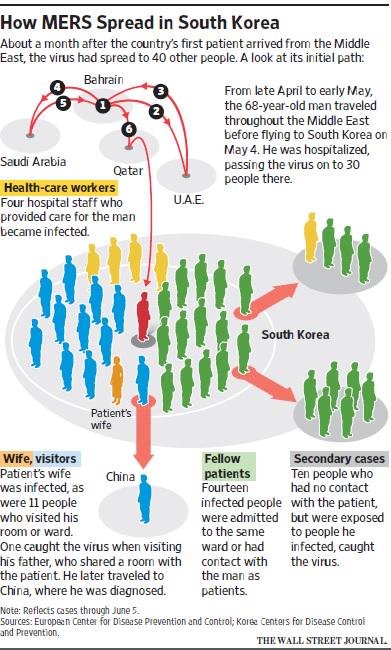 How MERS Spread in South Korea
About a month after the country's first patient arrived from the Middle
East, the virus had spread to 40 other people. A look at its initial path:
Bahrain
4
5
1
3
2
6
Saudi Arabia
Qatar
U.A.E.
From late April to early May,
the 68-year-old man traveled
throughout the Middle East
before flying to South Korea on
May 4. He was hospitalized,
passing the virus on to 30
people there.
Health-care workers
Four hospital staff who
provided care for the man
became infected.
South Korea
Patient's
wife
China
Wife, visitors
Patient's wife
was infected, as
were 11 people
who visited his
room or ward.
One caught the virus when visiting
his father, who shared a room with
the patient. He later traveled to
China, where he was diagnosed.
Fellow
patients
Fourteen
infected people
were admitted
to the same
ward or had
contact with
the man as
patients.
Secondary cases
Ten people who
had no contact
with the patient,
but were exposed
to people he
infected, caught
the virus.
Note: Reflects cases through June 5.
Sources: European Center for Disease Prevention and Control; Korea Centers for Disease Control
and Prevention.
THE WALL STREET JOURNAL.